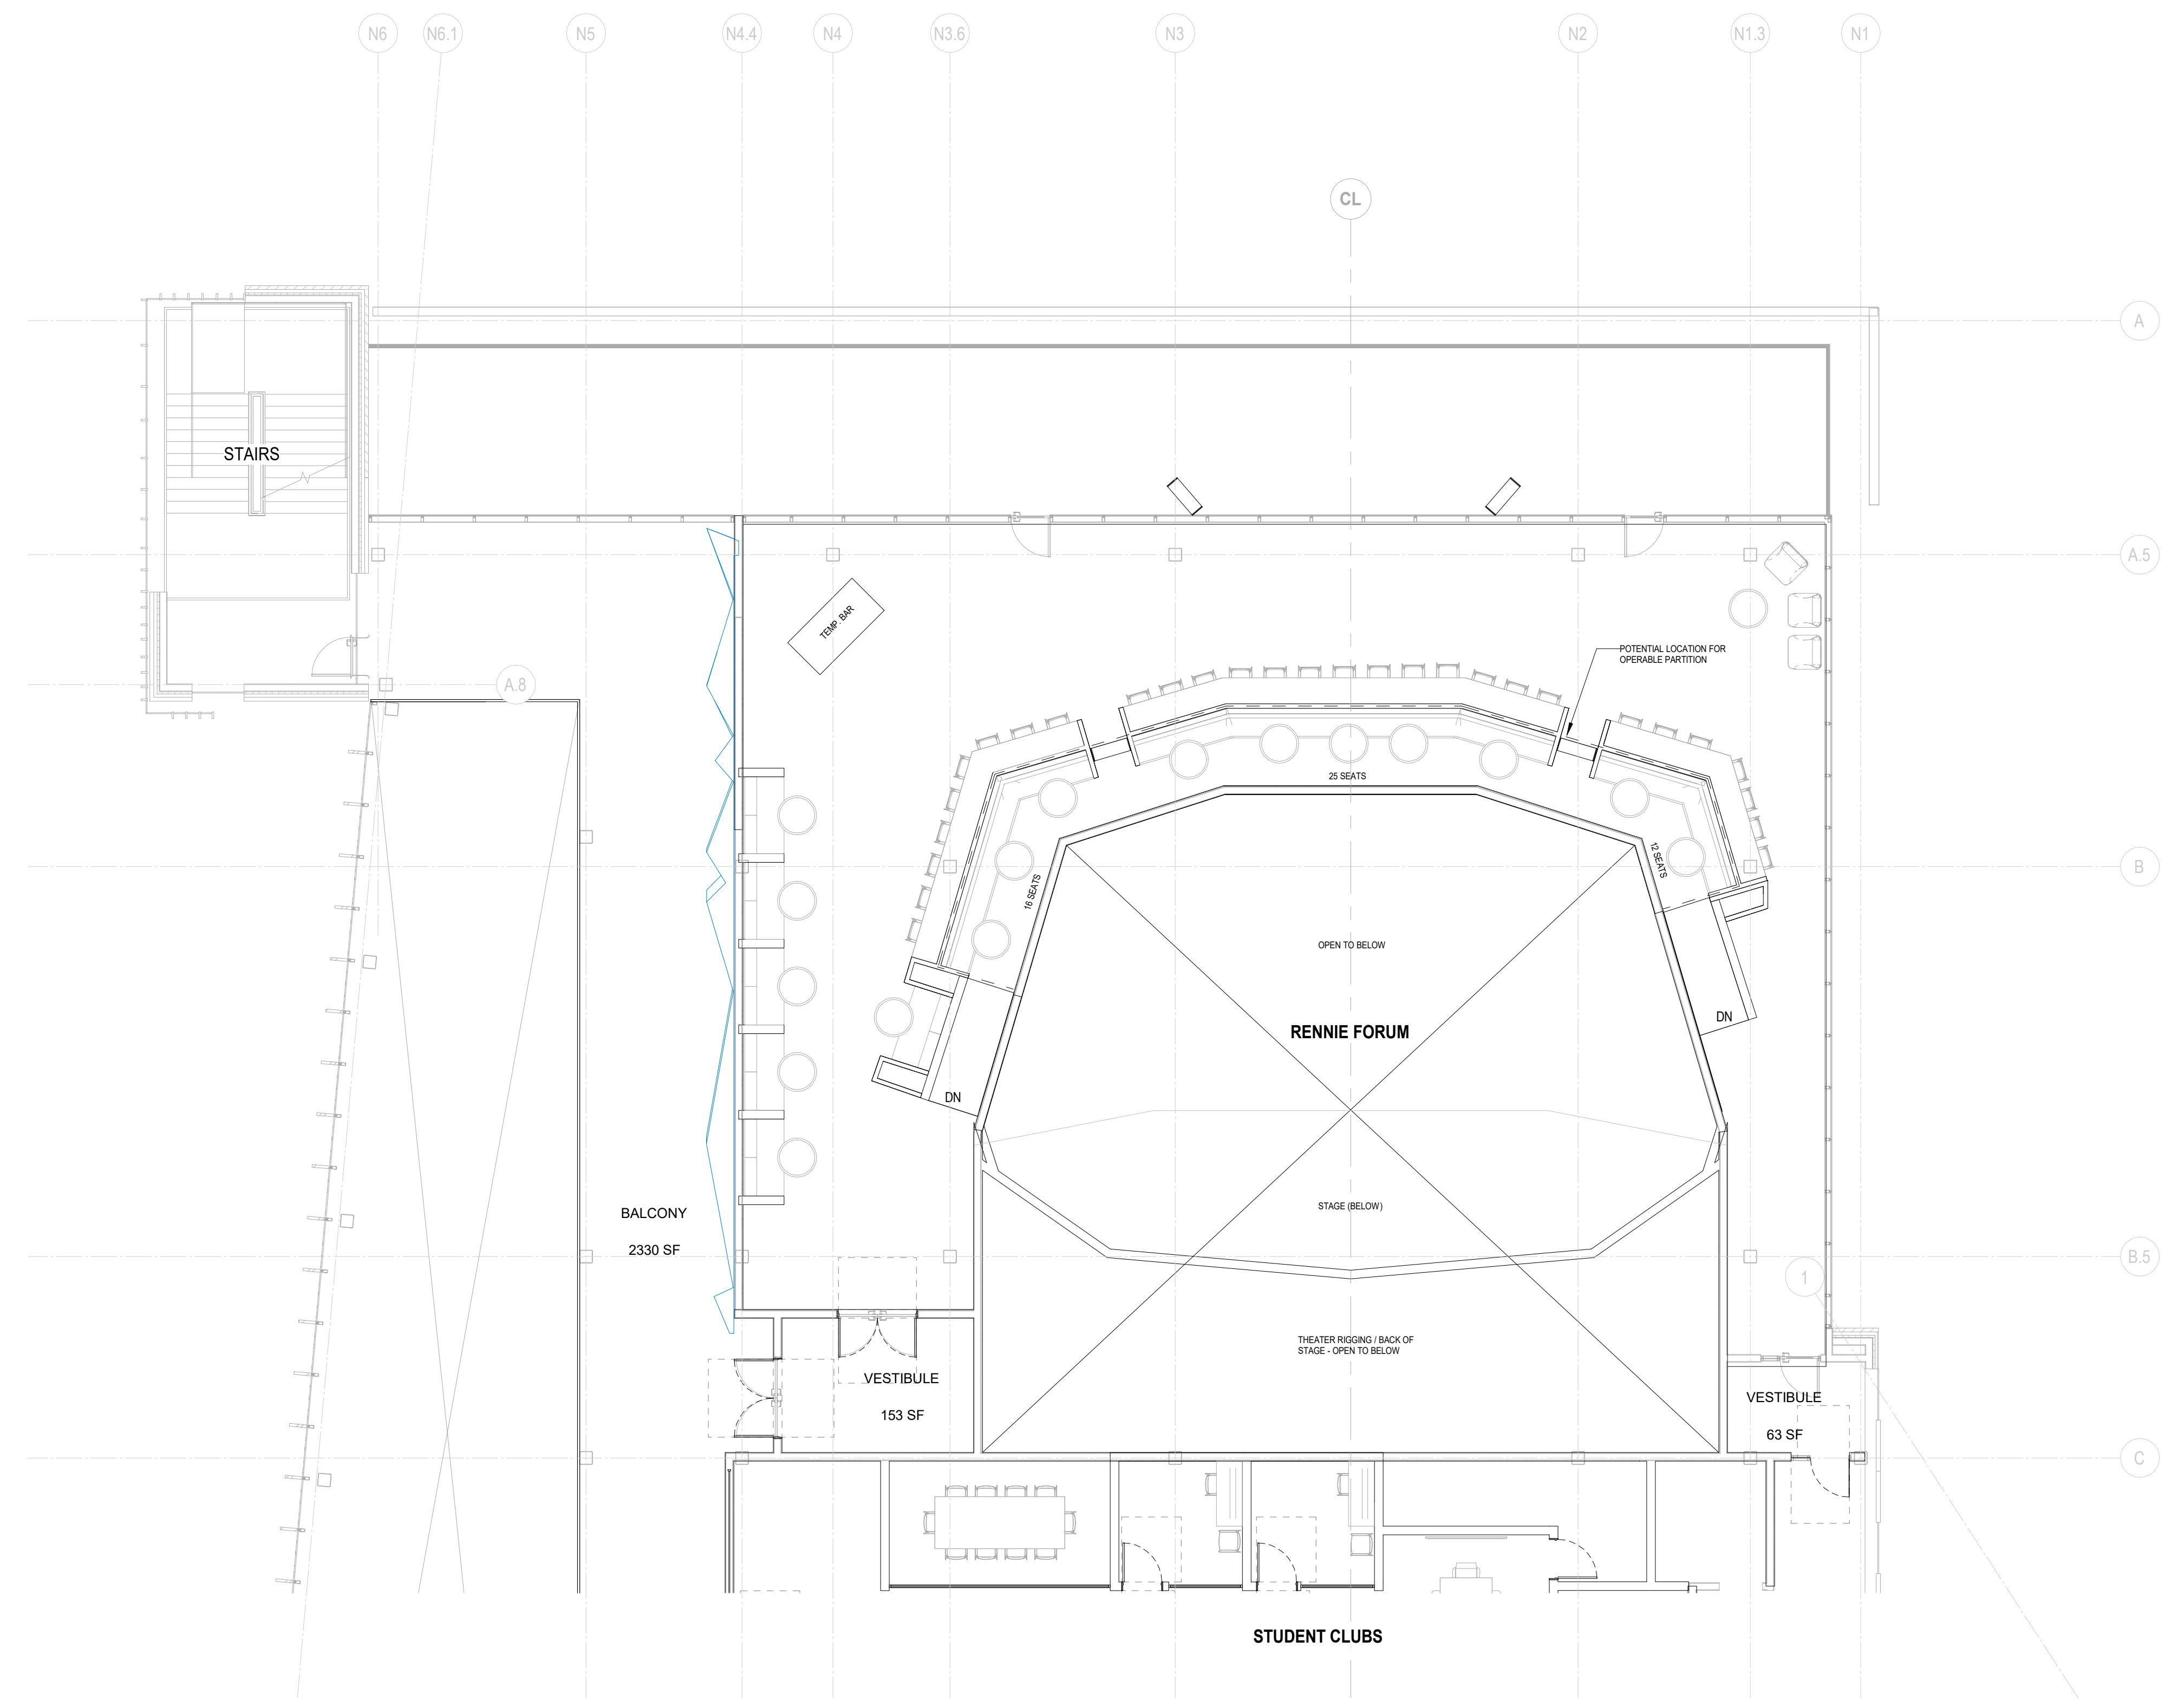 N6
N6.1
N5
N4.4
N4
N3.6
N3
N2
N1.3
N1
CL
A
STAIRS
A.5
TEMP. BAR
POTENTIAL LOCATION FOR
OPERABLE PARTITION
A.8
25 SEATS
12 SEATS
B
16 SEATS
OPEN TO BELOW
DN
RENNIE FORUM
DN
STAGE (BELOW)
BALCONY
2330 SF
B.5
1
THEATER RIGGING / BACK OF
STAGE - OPEN TO BELOW
VESTIBULE
153 SF
VESTIBULE
63 SF
C
STUDENT CLUBS